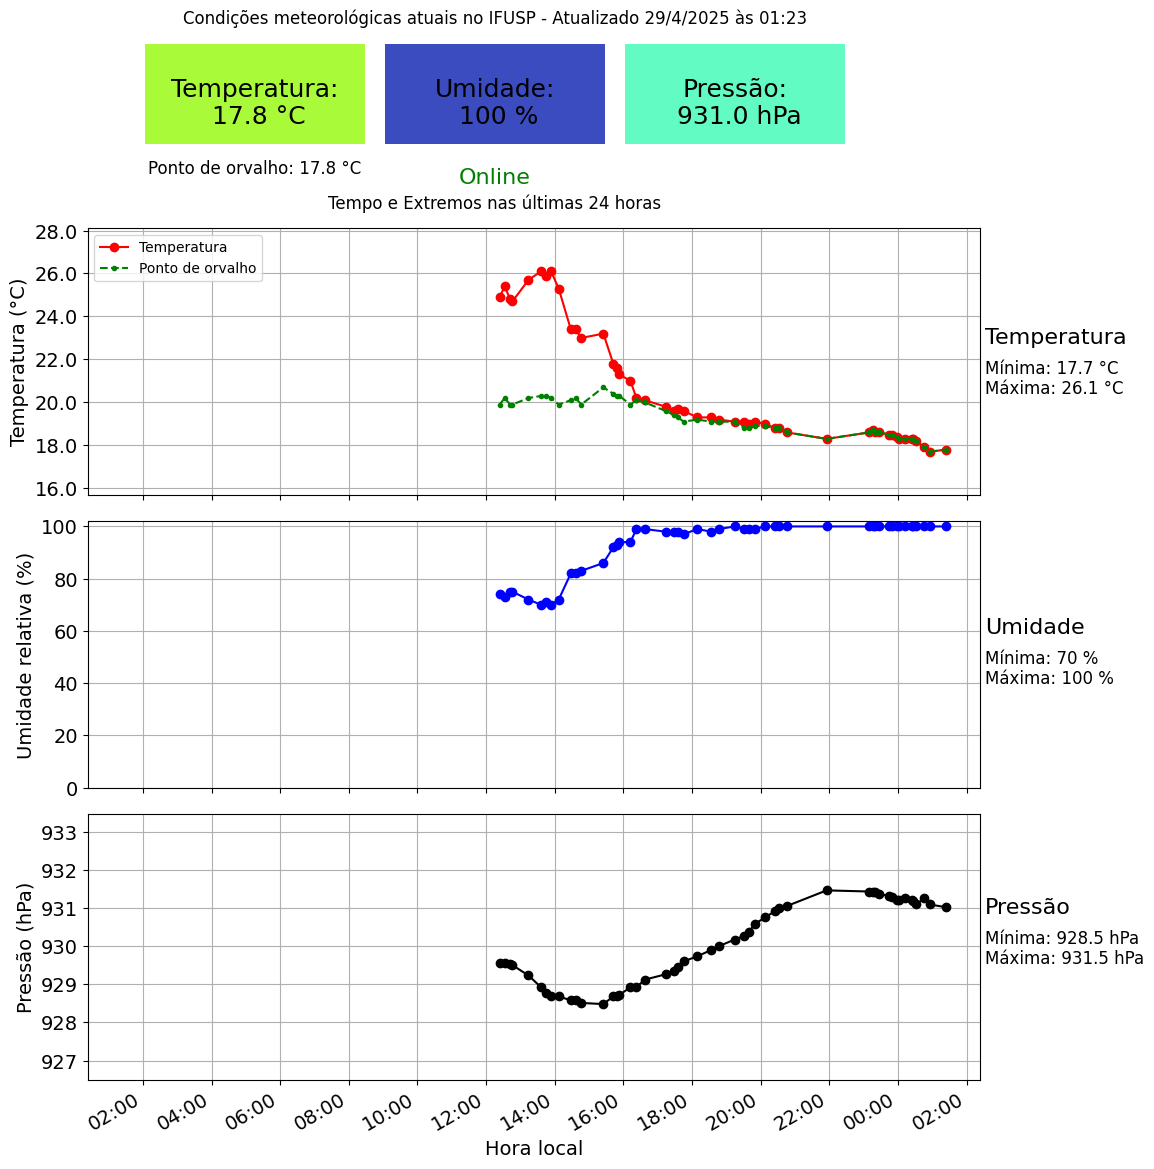 Condições meteorológicas atuais no IFUSP - Atualizado 29/4/2025 às 01:23
Temperatura:
17.8 °C
Umidade:
100 %
Pressão:
931.0 hPa
Ponto de orvalho: 17.8 °C
Online
Tempo e Extremos nas últimas 24 horas
28.0
26.0
24.0
22.0
20.0
18.0
16.0
Temperatura (°C)
Temperatura
Ponto de orvalho
Temperatura
Mínima: 17.7 °C
Máxima: 26.1 °C
100
80
60
40
20
0
Umidade relativa (%)
Umidade
Mínima: 70 %
Máxima: 100 %
933
932
931
930
929
928
927
Pressão (hPa)
Pressão
Mínima: 928.5 hPa
Máxima: 931.5 hPa
02:00
04:00
06:00
08:00
10:00
12:00
14:00
16:00
18:00
20:00
22:00
00:00
02:00
Hora local